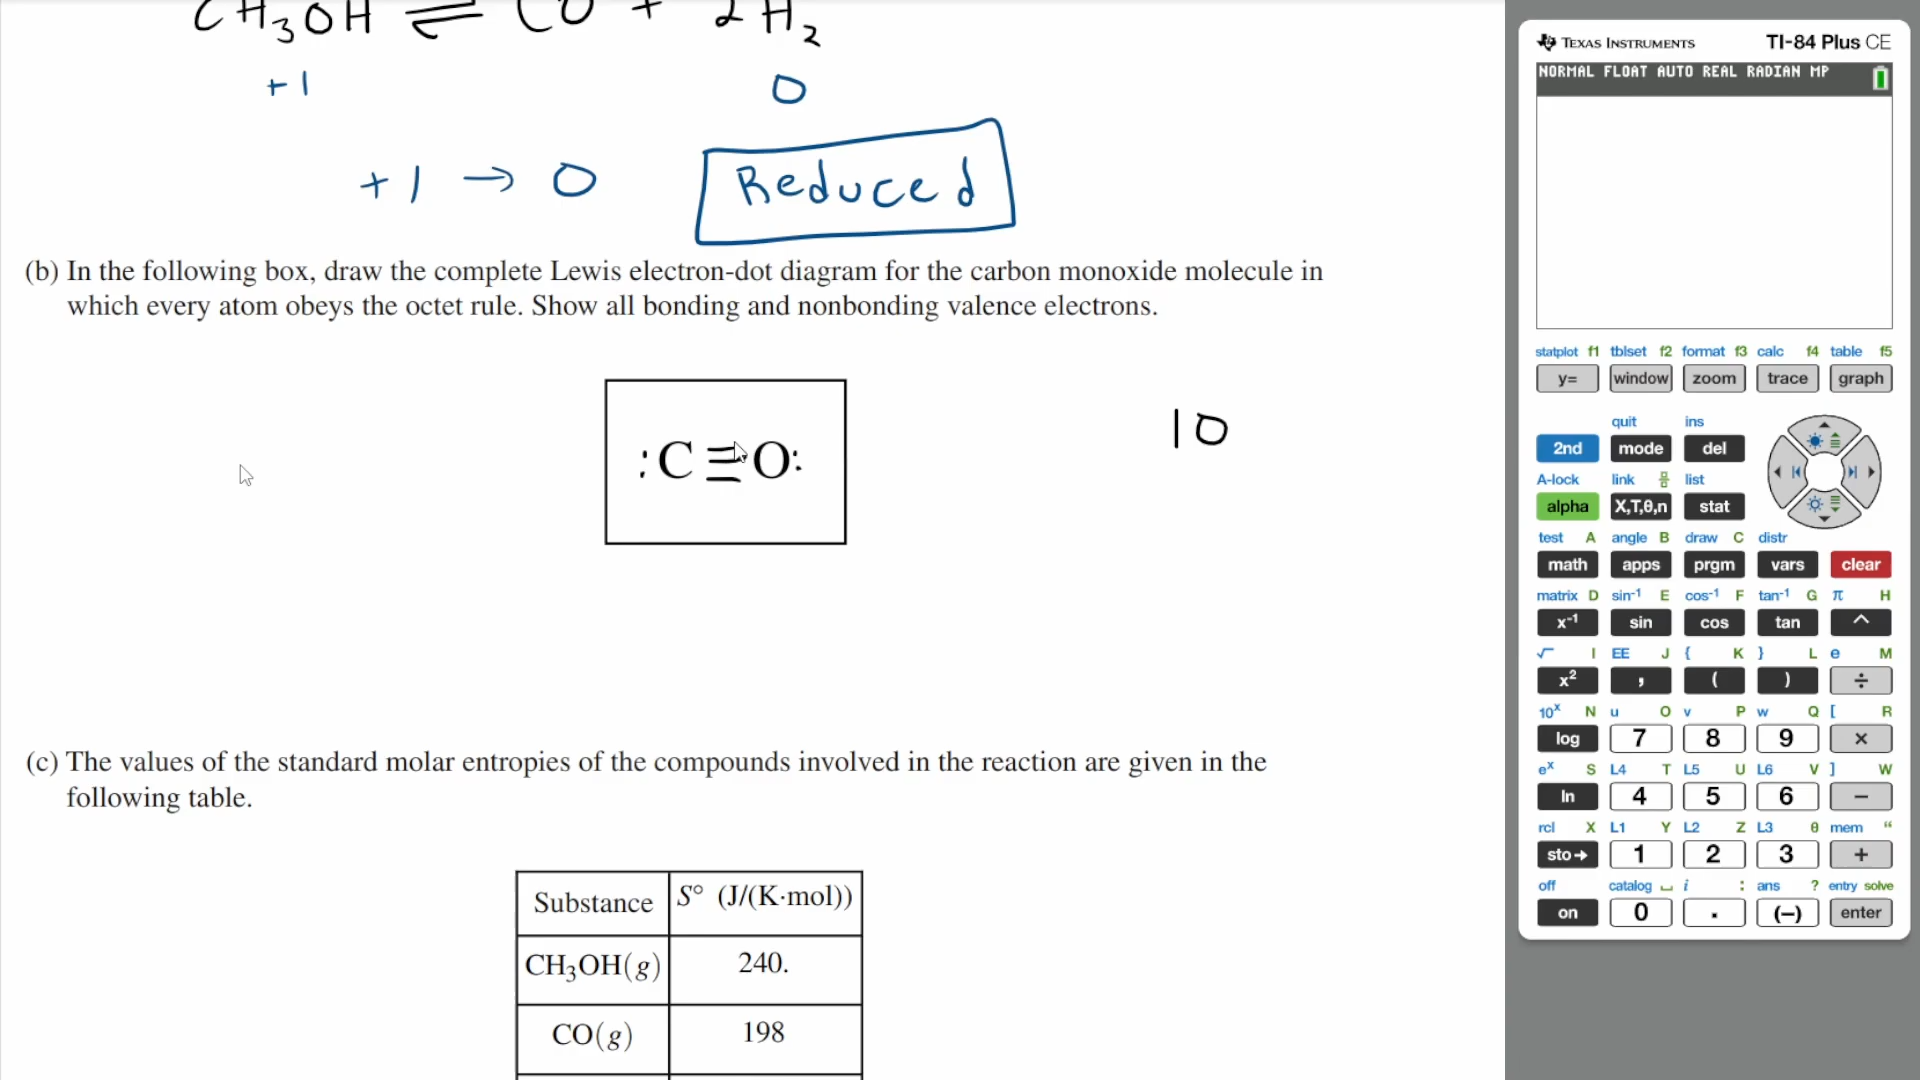 CH₃OH ⇌ CO + 2H₂
+1 0
+1 → 0 Reduced
(b) In the following box, draw the complete Lewis electron-dot diagram for the carbon monoxide molecule in
which every atom obeys the octet rule. Show all bonding and nonbonding valence electrons.
:C≡O:
10
(c) The values of the standard molar entropies of the compounds involved in the reaction are given in the
following table.
Substance S° (J/(K·mol))
CH₃OH(g) 240.
CO(g) 198
TEXAS INSTRUMENTS TI-84 Plus CE
NORMAL FLOAT AUTO REAL RADIAN MP
statplot f1 tblset f2 format f3 calc f4 table f5
y= window zoom trace graph
quit ins
2nd mode del
A-lock link list
alpha X,T,θ,n stat
test A angle B draw C distr
math apps prgm vars clear
matrix D sin⁻¹ E cos⁻¹ F tan⁻¹ G π H
x⁻¹ sin cos tan ^
√ I EE J { K } L e M
x² , ( ) ÷
10ˣ N u O v P w Q [ R
log 7 8 9 ×
eˣ S L4 T L5 U L6 V ] W
ln 4 5 6 −
rcl X L1 Y L2 Z L3 θ mem "
sto→ 1 2 3 +
off catalog ⎵ i : ans ? entry solve
on 0 . (−) enter